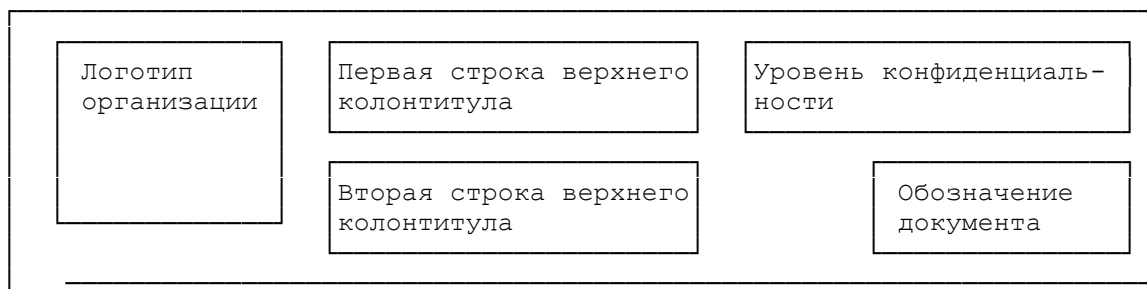 Логотип
организации
Первая строка верхнего
колонтитула
Уровень конфиденциаль-
ности
Вторая строка верхнего
колонтитула
Обозначение
документа